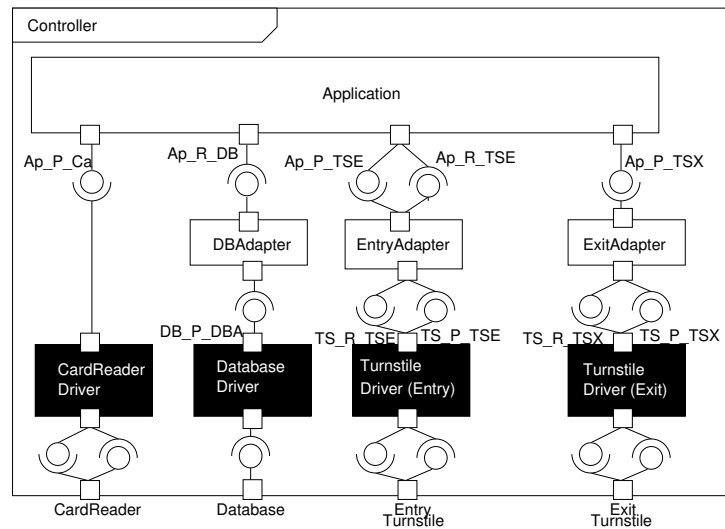 Controller
Application
Ap_P_Ca
Ap_R_DB
Ap_P_TSE
Ap_R_TSE
Ap_P_TSX
DBAdapter
EntryAdapter
ExitAdapter
DB_P_DBA
TS_R_TSE
TS_P_TSE
TS_R_TSX
TS_P_TSX
CardReader
Driver
Database
Driver
Turnstile
Driver (Entry)
Turnstile
Driver (Exit)
CardReader
Database
Entry
Turnstile
Exit
Turnstile